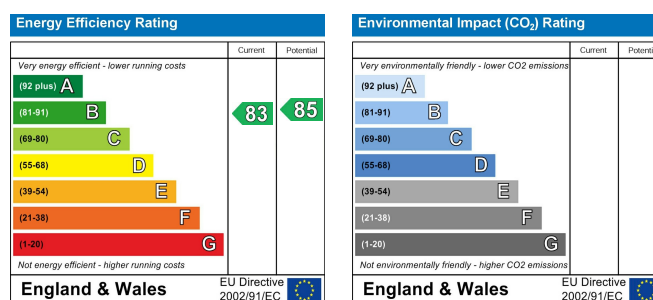 Energy Efficiency Rating
Current Potential
Very energy efficient - lower running costs
(92 plus) A
(81-91) B
83 85
(69-80) C
(55-68) D
(39-54) E
(21-38) F
(1-20) G
Not energy efficient - higher running costs
England & Wales
EU Directive
2002/91/EC
Environmental Impact (CO₂) Rating
Current Potenti
Very environmentally friendly - lower CO2 emissions
(92 plus) A
(81-91) B
(69-80) C
(55-68) D
(39-54) E
(21-38) F
(1-20) G
Not environmentally friendly - higher CO2 emissions
England & Wales
EU Directive
2002/91/EC